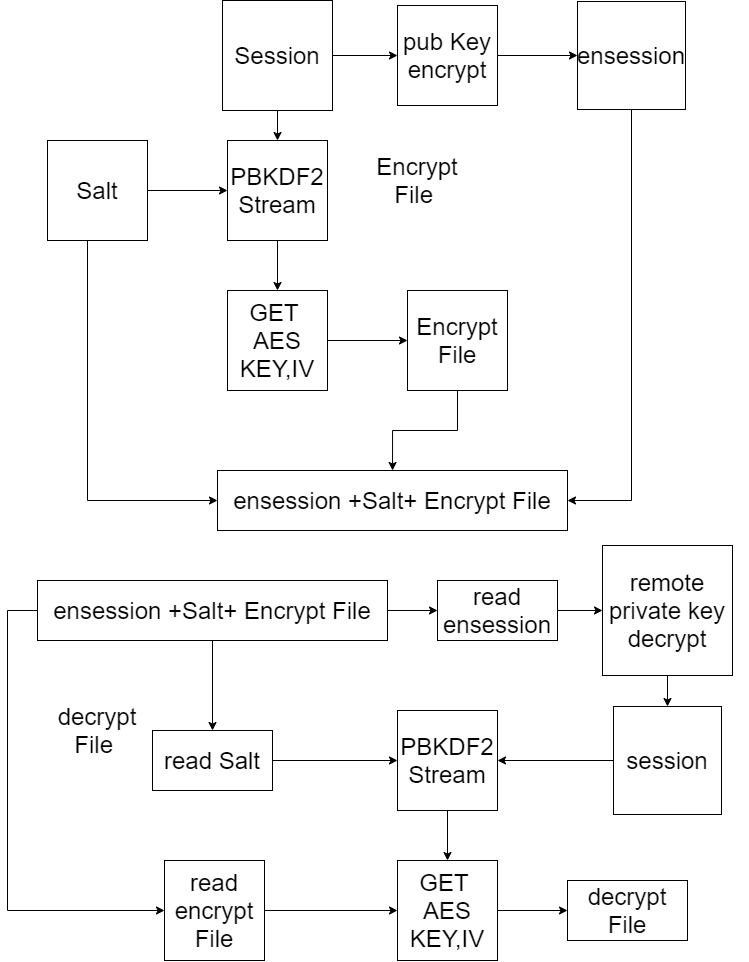 Session
pub Key
encrypt
ensession
Salt
PBKDF2
Stream
Encrypt
File
GET
AES
KEY,IV
Encrypt
File
ensession +Salt+ Encrypt File
ensession +Salt+ Encrypt File
read
ensession
remote
private key
decrypt
decrypt
File
read Salt
PBKDF2
Stream
session
read
encrypt
File
GET
AES
KEY,IV
decrypt
File